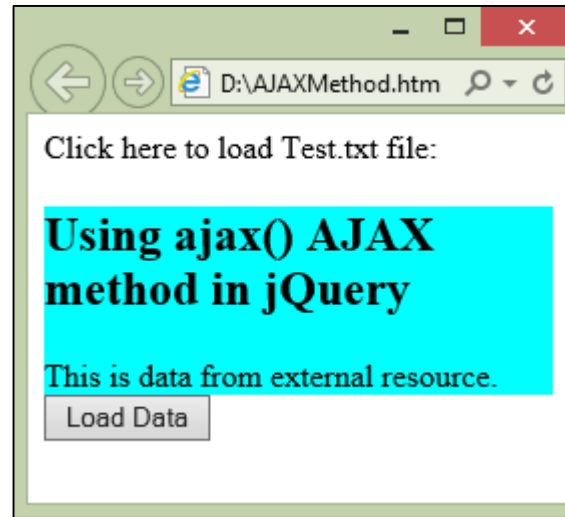 D:\AJAXMethod.htm
Click here to load Test.txt file:
Using ajax() AJAX
method in jQuery
This is data from external resource.
Load Data